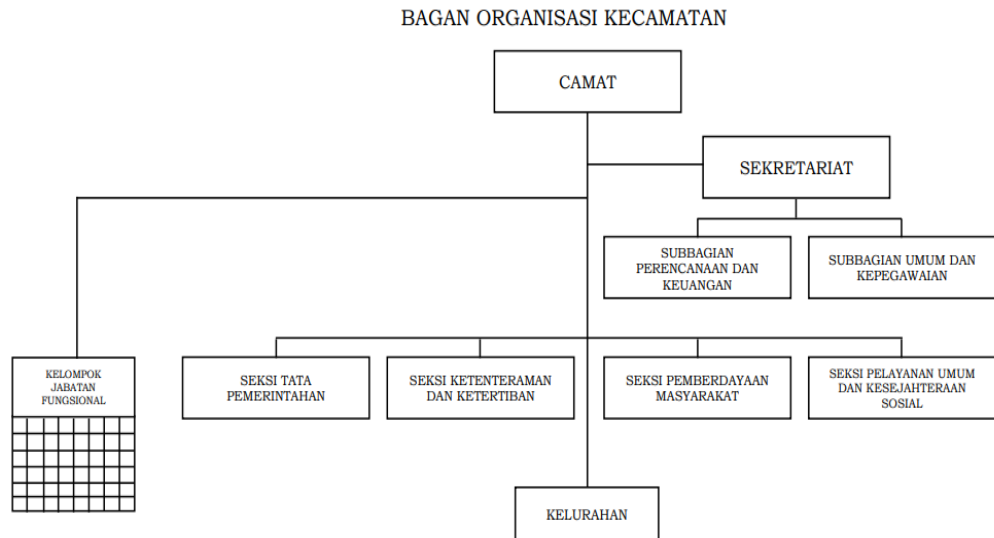 BAGAN ORGANISASI KECAMATAN
CAMAT
SEKRETARIAT
SUBBAGIAN
PERENCANAAN DAN
KEUANGAN
SUBBAGIAN UMUM DAN
KEPEGAWAIAN
KELOMPOK
JABATAN
FUNGSIONAL
SEKSI TATA
PEMERINTAHAN
SEKSI KETENTERAMAN
DAN KETERTIBAN
SEKSI PEMBERDAYAAN
MASYARAKAT
SEKSI PELAYANAN UMUM
DAN KESEJAHTERAAN
SOSIAL
KELURAHAN